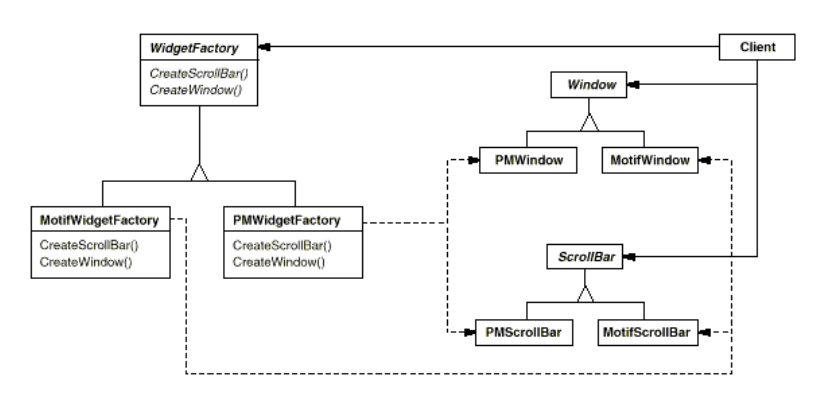 WidgetFactory
CreateScrollBar()
CreateWindow()
Client
Window
PMWindow
MotifWindow
MotifWidgetFactory
CreateScrollBar()
CreateWindow()
PMWidgetFactory
CreateScrollBar()
CreateWindow()
ScrollBar
PMScrollBar
MotifScrollBar